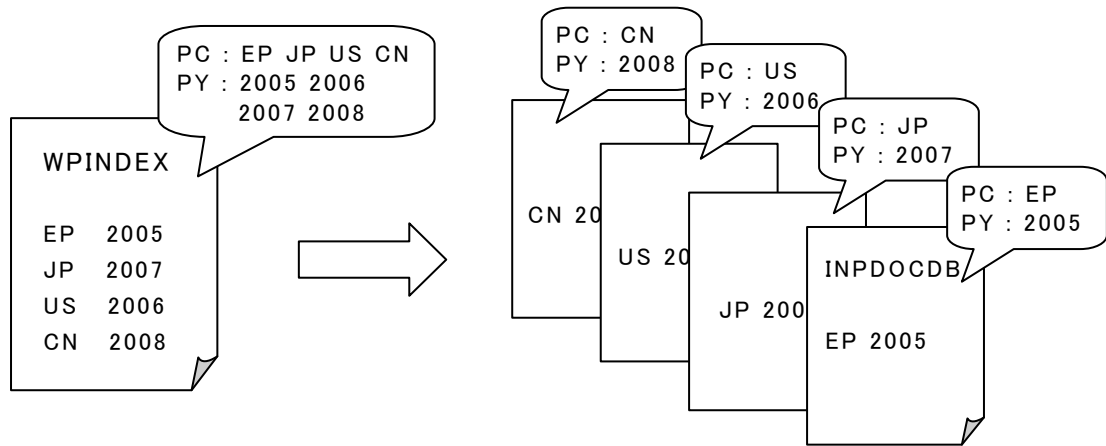 PC : EP JP US CN
PY : 2005 2006
2007 2008
WPINDEX
EP 2005
JP 2007
US 2006
CN 2008
PC : CN
PY : 2008
CN 20
PC : US
PY : 2006
US 20
PC : JP
PY : 2007
JP 200
PC : EP
PY : 2005
INPDOCDB
EP 2005